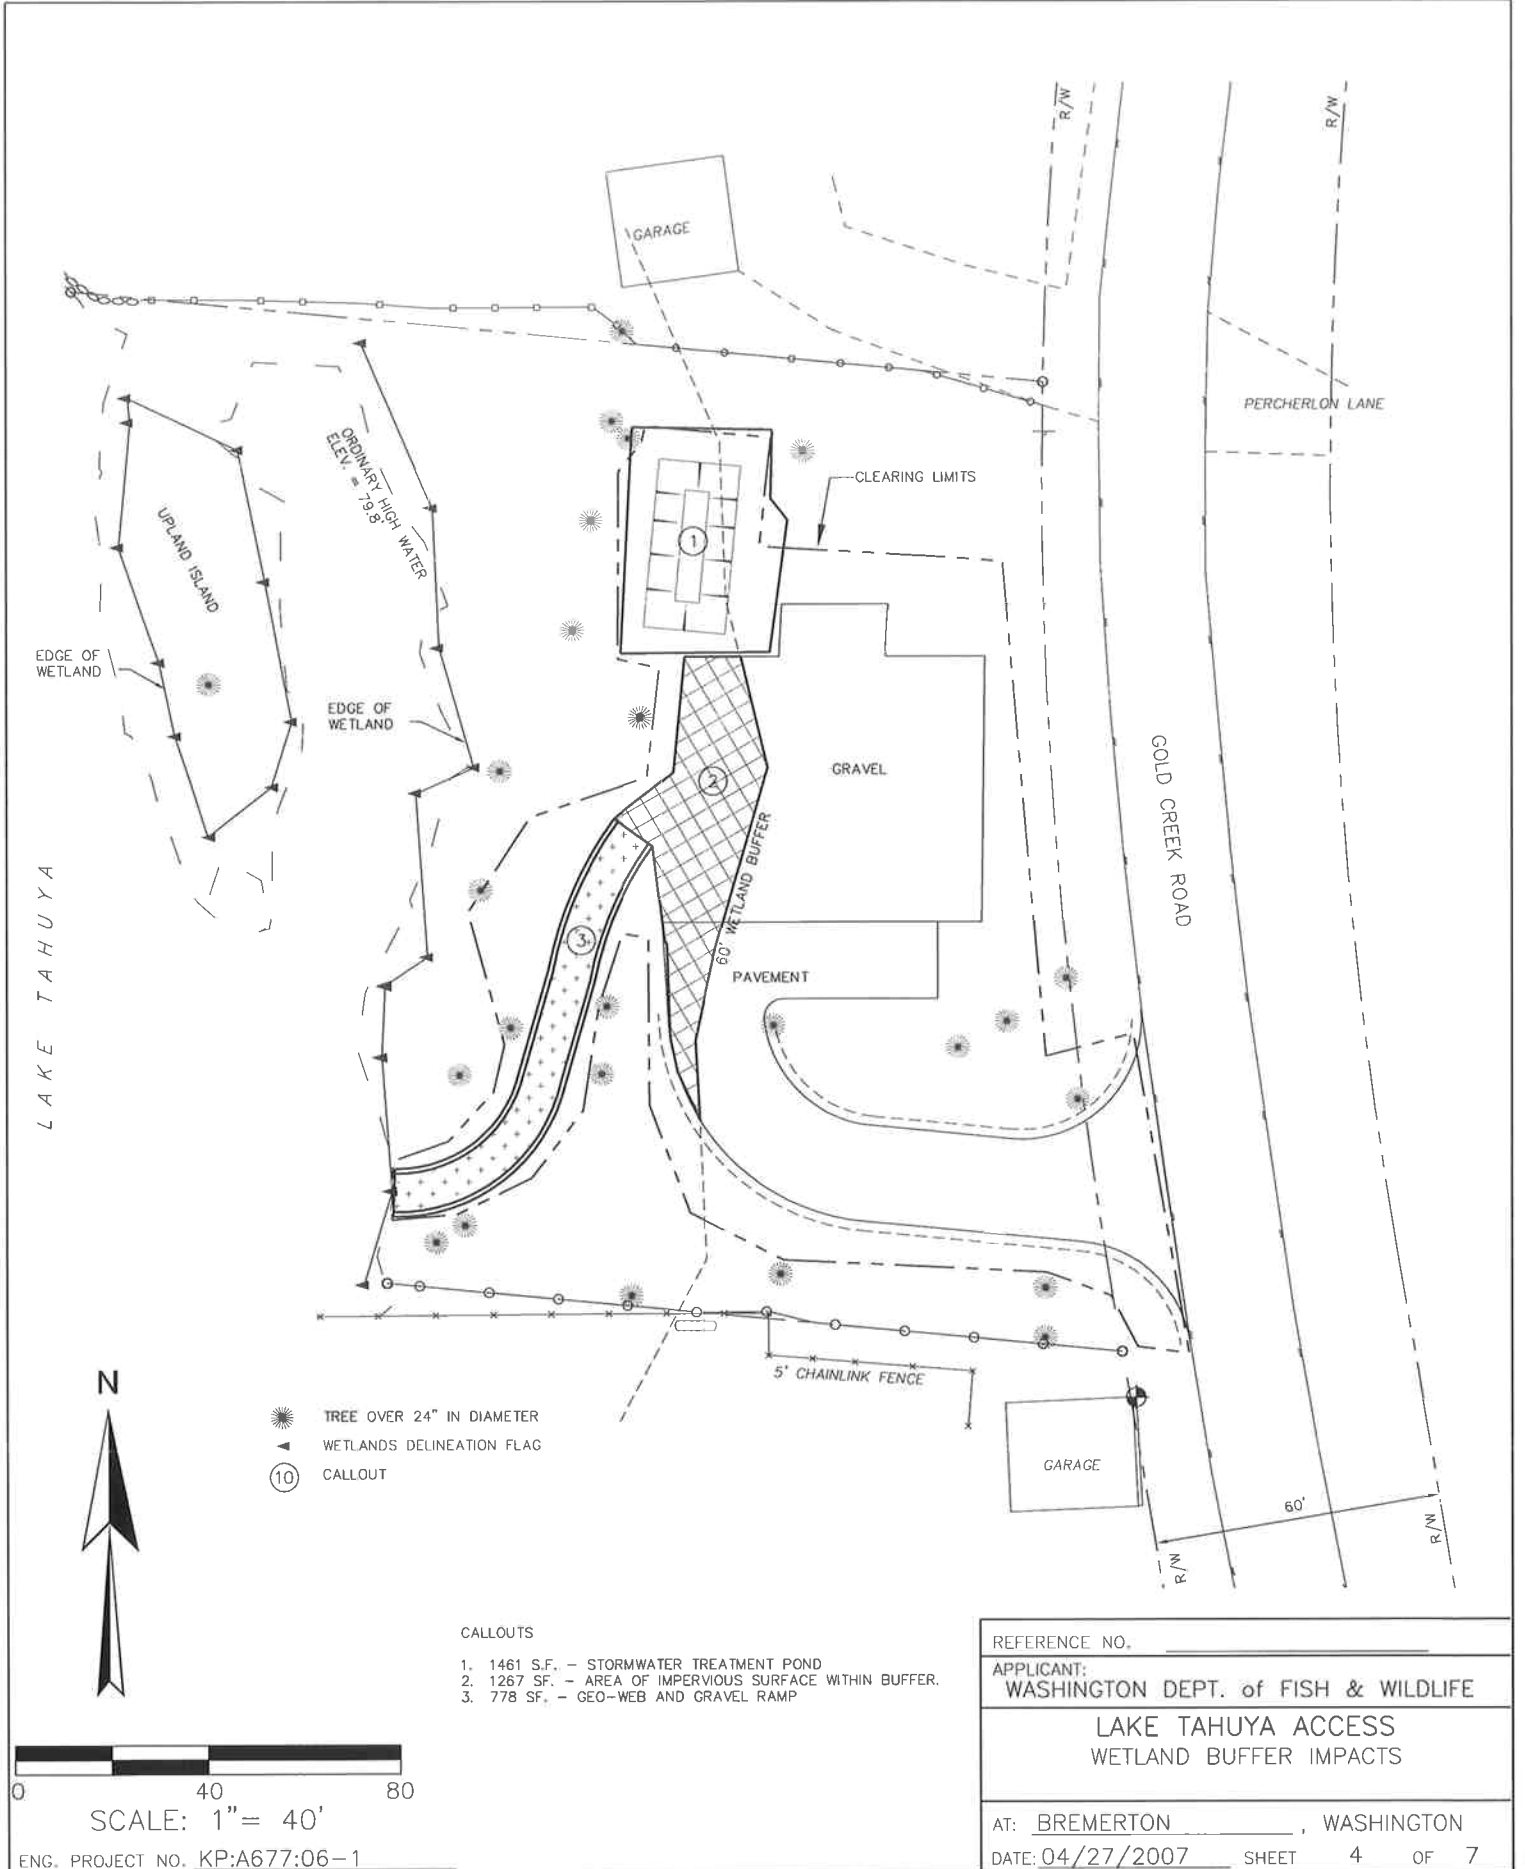 R/W
R/W
GARAGE
PERCHERLON LANE
CLEARING LIMITS
ORDINARY HIGH WATER
ELEV. = 79.8'
1
UPLAND ISLAND
EDGE OF
WETLAND
EDGE OF
WETLAND
2
GRAVEL
GOLD CREEK ROAD
60' WETLAND BUFFER
LAKE TAHUYA
3
PAVEMENT
5' CHAINLINK FENCE
N
TREE OVER 24" IN DIAMETER
WETLANDS DELINEATION FLAG
10 CALLOUT
GARAGE
60'
R/W
R/W
CALLOUTS
1. 1461 S.F. - STORMWATER TREATMENT POND
2. 1267 SF. - AREA OF IMPERVIOUS SURFACE WITHIN BUFFER.
3. 778 SF. - GEO-WEB AND GRAVEL RAMP
0 40 80
SCALE: 1"= 40'
ENG. PROJECT NO. KP:A677:06-1
REFERENCE NO.
APPLICANT:
WASHINGTON DEPT. of FISH & WILDLIFE
LAKE TAHUYA ACCESS
WETLAND BUFFER IMPACTS
AT: BREMERTON , WASHINGTON
DATE: 04/27/2007 SHEET 4 OF 7